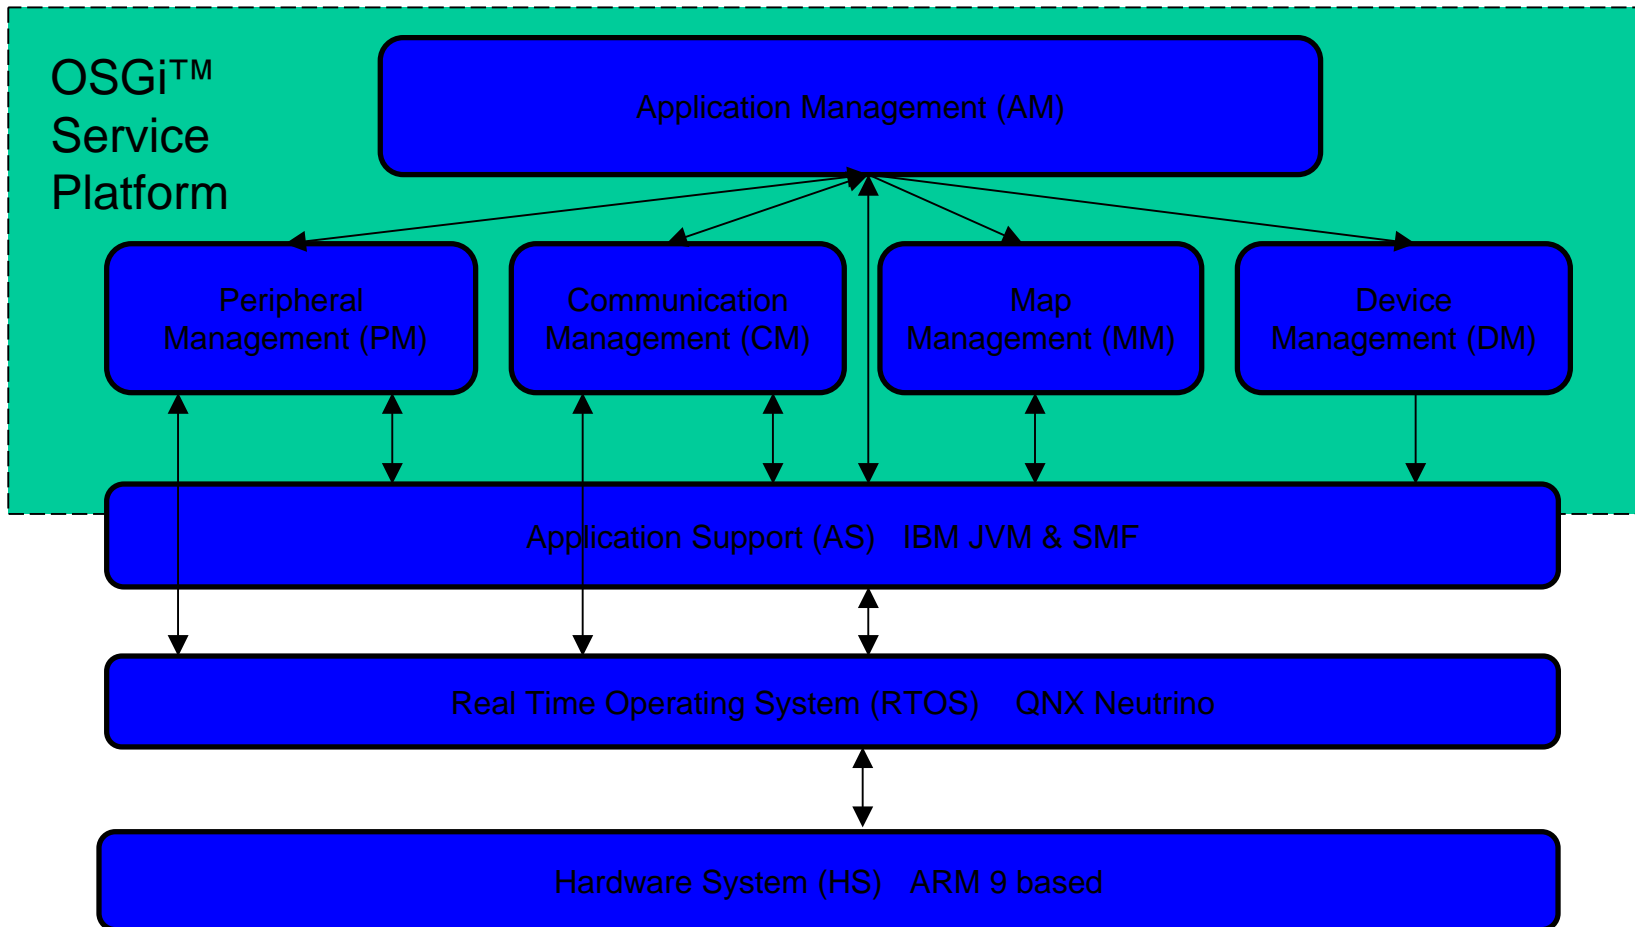 OSGi™
Service
Platform
Application Management (AM)
Peripheral
Management (PM)
Communication
Management (CM)
Map
Management (MM)
Device
Management (DM)
Application Support (AS) IBM JVM & SMF
Real Time Operating System (RTOS) QNX Neutrino
Hardware System (HS) ARM 9 based